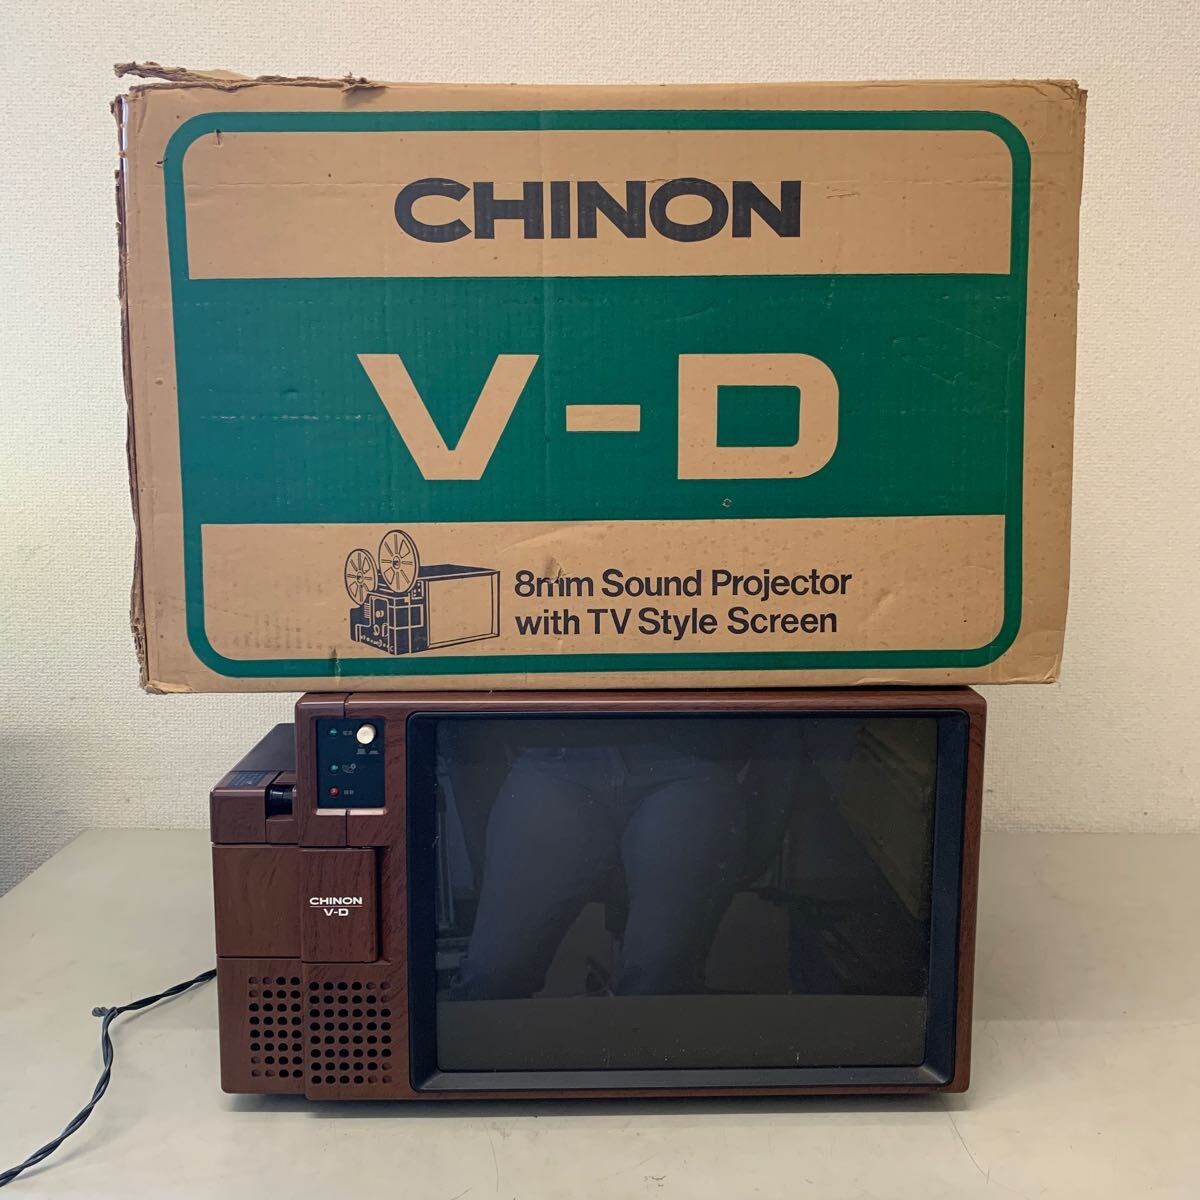 CHINON
V-D
8mm Sound Projector
with TV Style Screen
CHINON
V-D